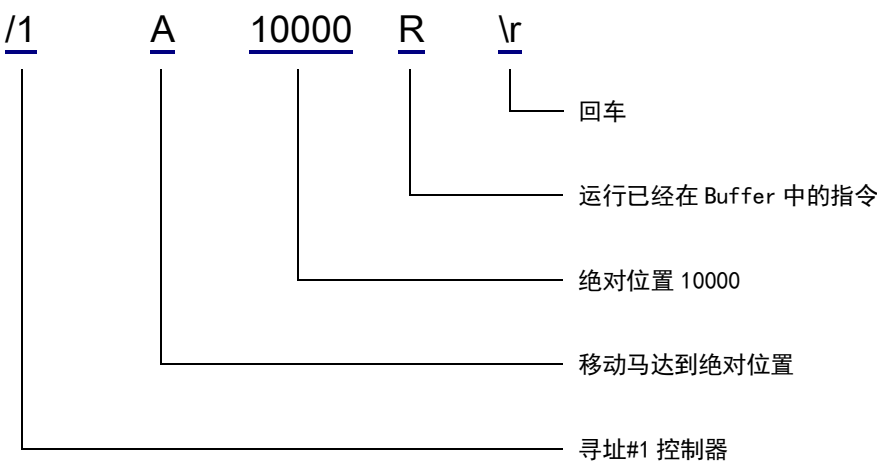 /1 A 10000 R \r
回车
运行已经在 Buffer 中的指令
绝对位置 10000
移动马达到绝对位置
寻址#1 控制器